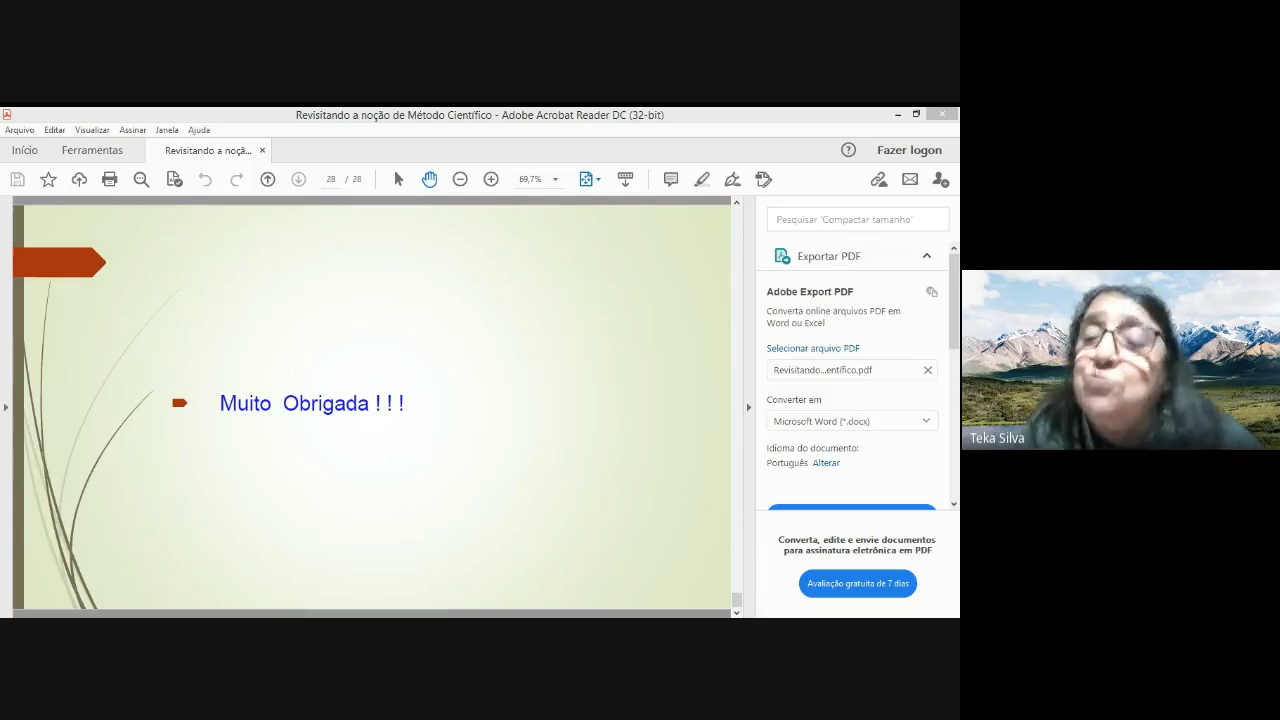 Revisitando a noção de Método Científico - Adobe Acrobat Reader DC (32-bit)
Arquivo Editar Visualizar Assinar Janela Ajuda
Início Ferramentas Revisitando a noçã... Fazer logon
28 / 28 69,7%
Muito Obrigada ! ! !
Pesquisar 'Compactar tamanho'
Exportar PDF
Adobe Export PDF
Converta online arquivos PDF em
Word ou Excel
Selecionar arquivo PDF
Revisitando...entífico.pdf
Converter em
Microsoft Word (*.docx)
Idioma do documento:
Português Alterar
Converta, edite e envie documentos
para assinatura eletrônica em PDF
Avaliação gratuita de 7 dias
Teka Silva